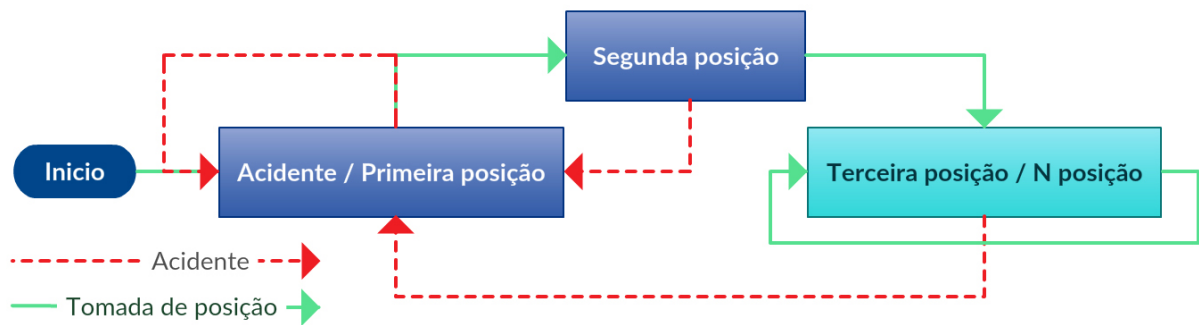 Segunda posição
Inicio
Acidente / Primeira posição
Terceira posição / N posição
Acidente
Tomada de posição